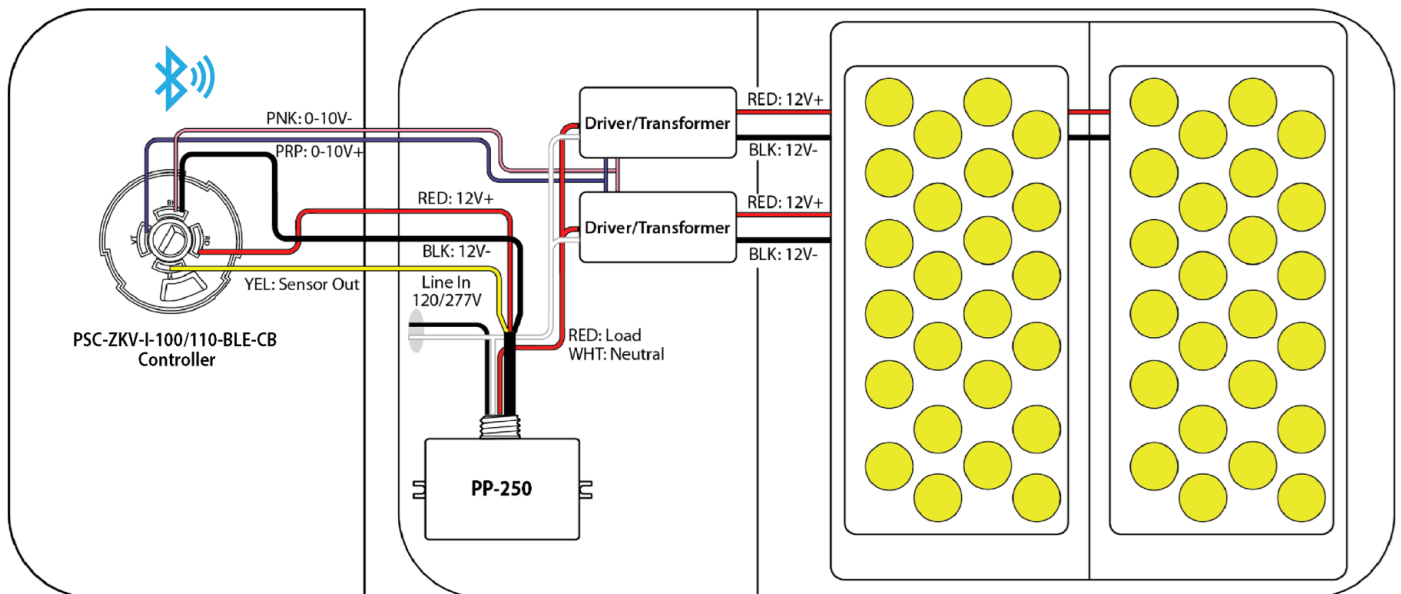 PNK: 0-10V-
PRP: 0-10V+
RED: 12V+
BLK: 12V-
YEL: Sensor Out
Line In
120/277V
RED: Load
WHT: Neutral
PSC-ZKV-I-100/110-BLE-CB
Controller
PP-250
Driver/Transformer
Driver/Transformer
RED: 12V+
BLK: 12V-
RED: 12V+
BLK: 12V-
RD